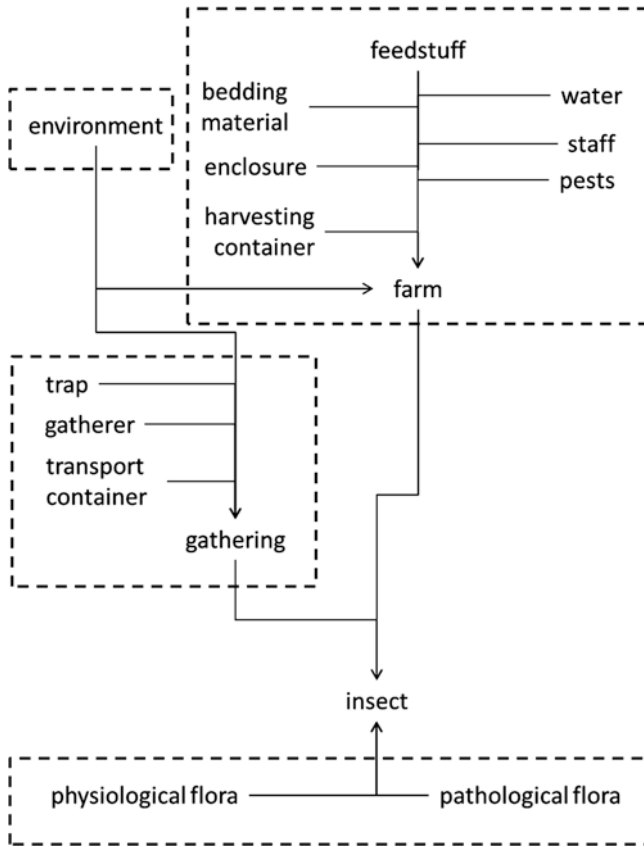 feedstuff
bedding
material
water
environment
staff
enclosure
pests
harvesting
container
farm
trap
gatherer
transport
container
gathering
insect
physiological flora
pathological flora